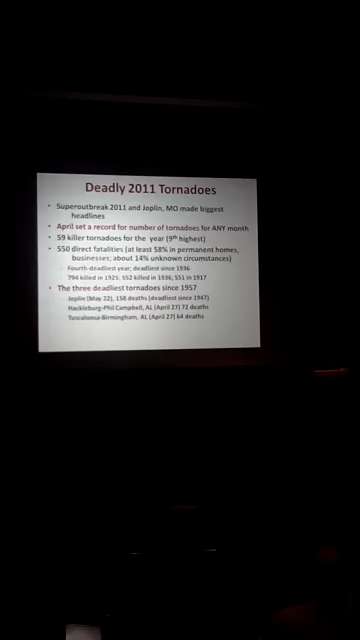 Deadly 2011 Tornadoes
• Superoutbreak 2011 and Joplin, MO made biggest
headlines
• April set a record for number of tornadoes for ANY month
• 59 killer tornadoes for the year (9th highest)
• 550 direct fatalities (at least 58% in permanent homes,
businesses; about 14% unknown circumstances)
Fourth-deadliest year; deadliest since 1936
794 killed in 1925; 552 killed in 1936; 551 in 1917
• The three deadliest tornadoes since 1957
Joplin (May 22), 158 deaths (deadliest since 1947)
Hackleburg-Phil Campbell, AL (April 27) 72 deaths
Tuscaloosa-Birmingham, AL (April 27) 64 deaths